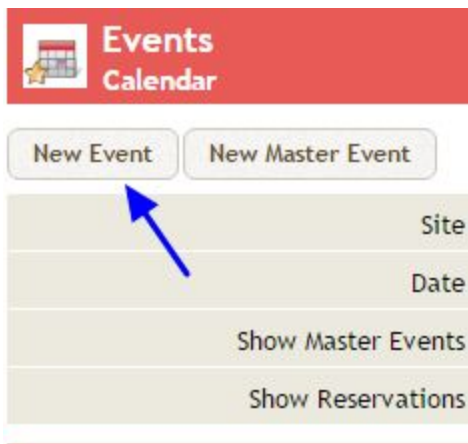 Events
Calendar
New Event New Master Event
Site
Date
Show Master Events
Show Reservations